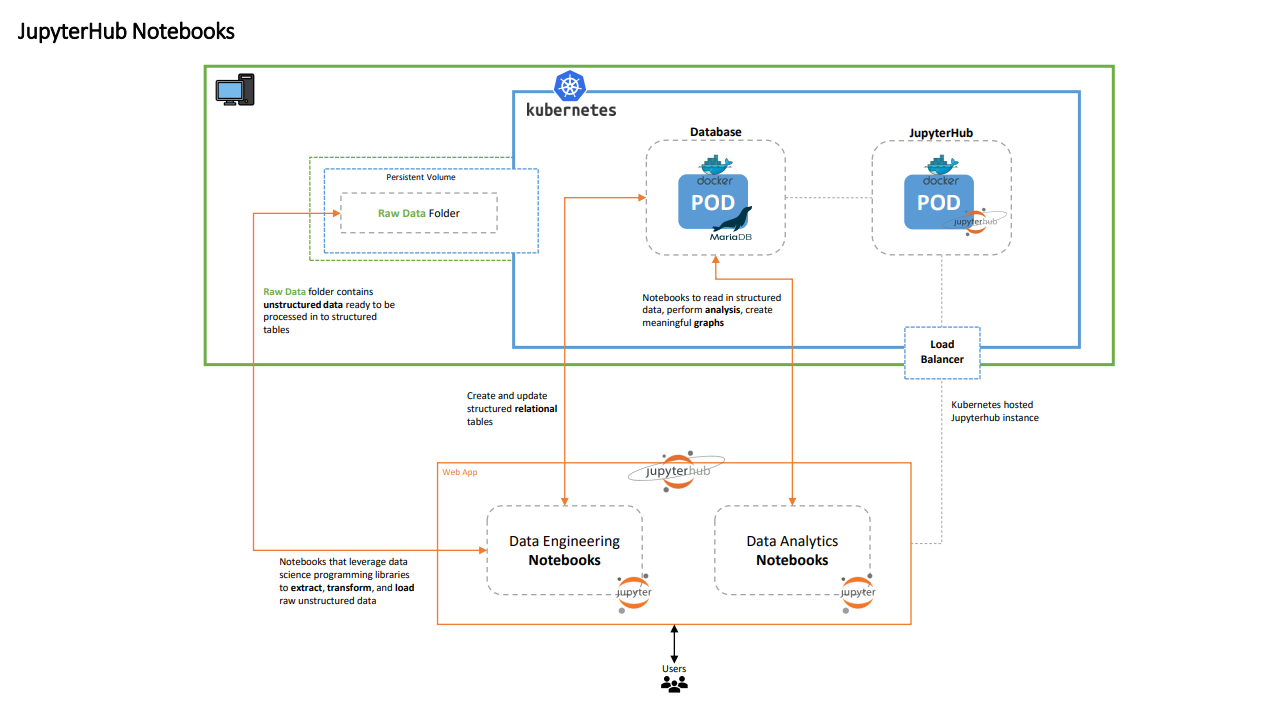 JupyterHub Notebooks
kubernetes
Database
docker
POD
MariaDB
JupyterHub
docker
POD
jupyterhub
Persistent Volume
Raw Data Folder
Raw Data folder contains
unstructured data ready to be
processed in to structured
tables
Notebooks to read in structured
data, perform analysis, create
meaningful graphs
Load
Balancer
Create and update
structured relational
tables
Kubernetes hosted
Jupyterhub instance
Web App
jupyterhub
Data Engineering
Notebooks
jupyter
Data Analytics
Notebooks
jupyter
Notebooks that leverage data
science programming libraries
to extract, transform, and load
raw unstructured data
Users